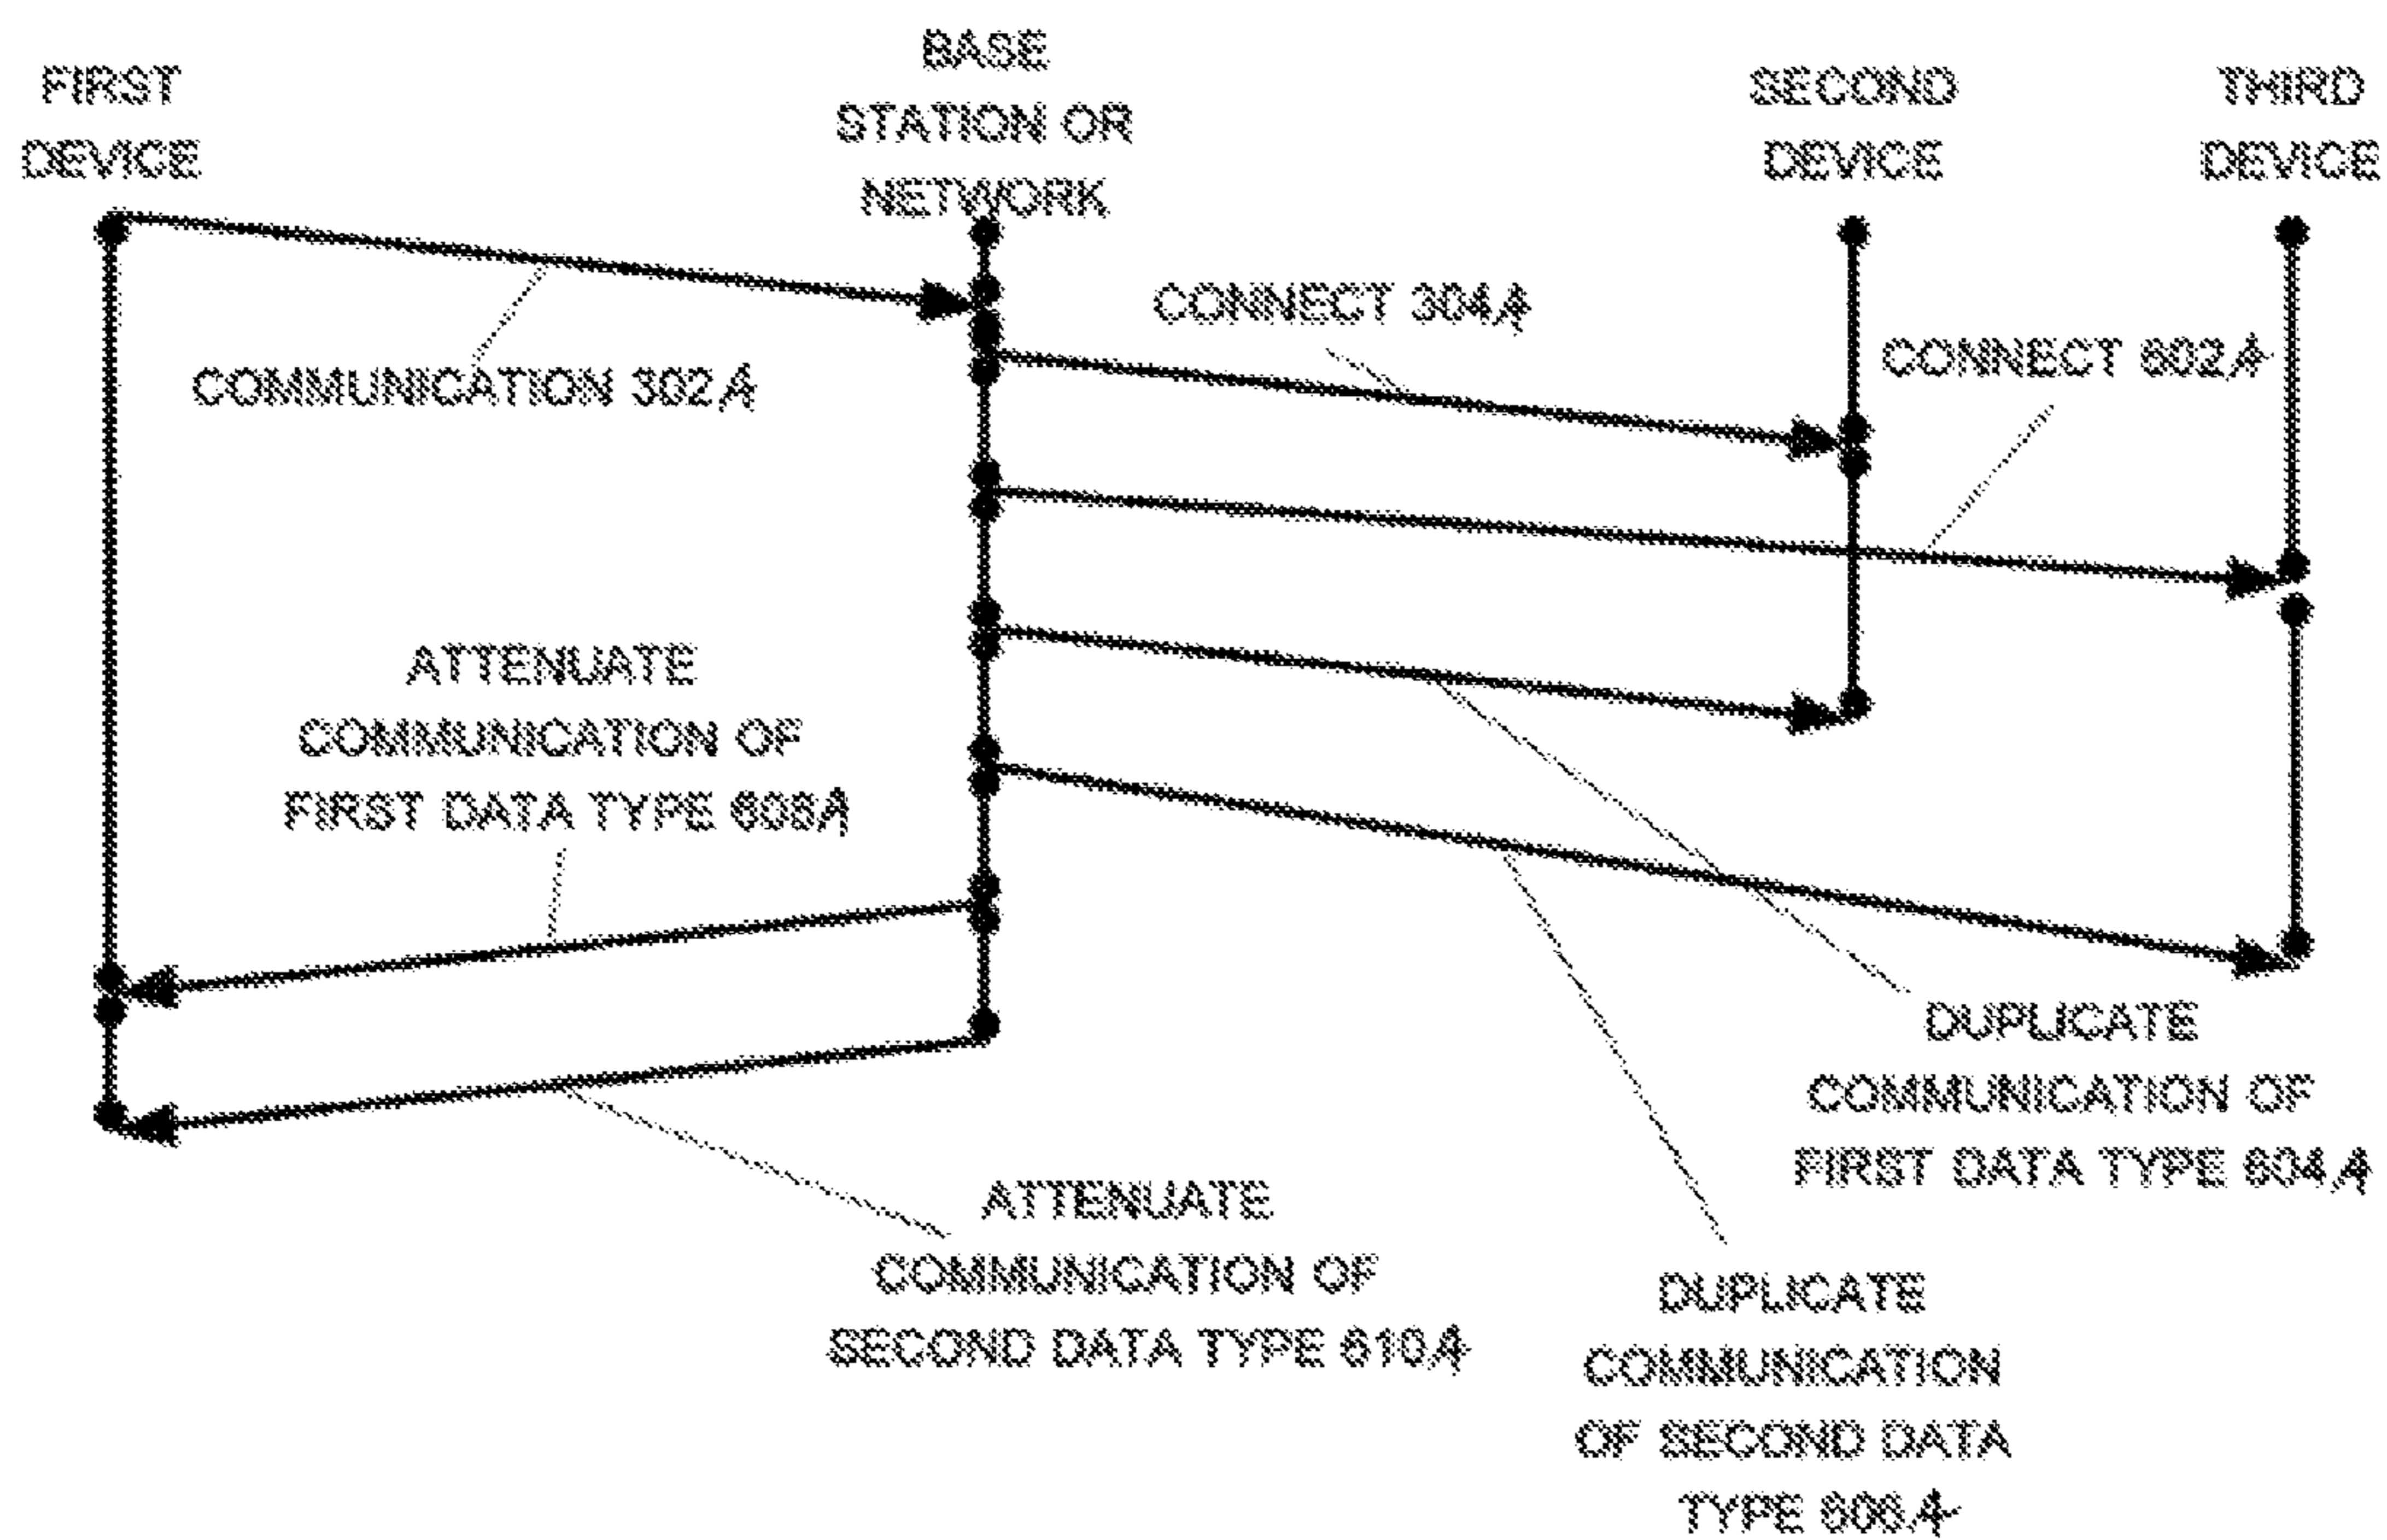 FIRST
DEVICE
BASE
STATION OR
NETWORK
SECOND
DEVICE
THIRD
DEVICE
COMMUNICATION 302A
CONNECT 304A
CONNECT 602A
ATTENUATE
COMMUNICATION OF
FIRST DATA TYPE 608A
DUPLICATE
COMMUNICATION OF
FIRST DATA TYPE 604A
ATTENUATE
COMMUNICATION OF
SECOND DATA TYPE 610A
DUPLICATE
COMMUNICATION
OF SECOND DATA
TYPE 606A